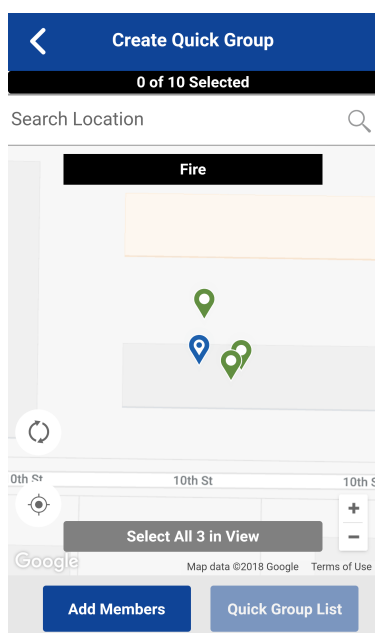 Create Quick Group
0 of 10 Selected
Search Location
Fire
0th St
10th St
10th S
+
Select All 3 in View
−
Google
Map data ©2018 Google
Terms of Use
Add Members
Quick Group List